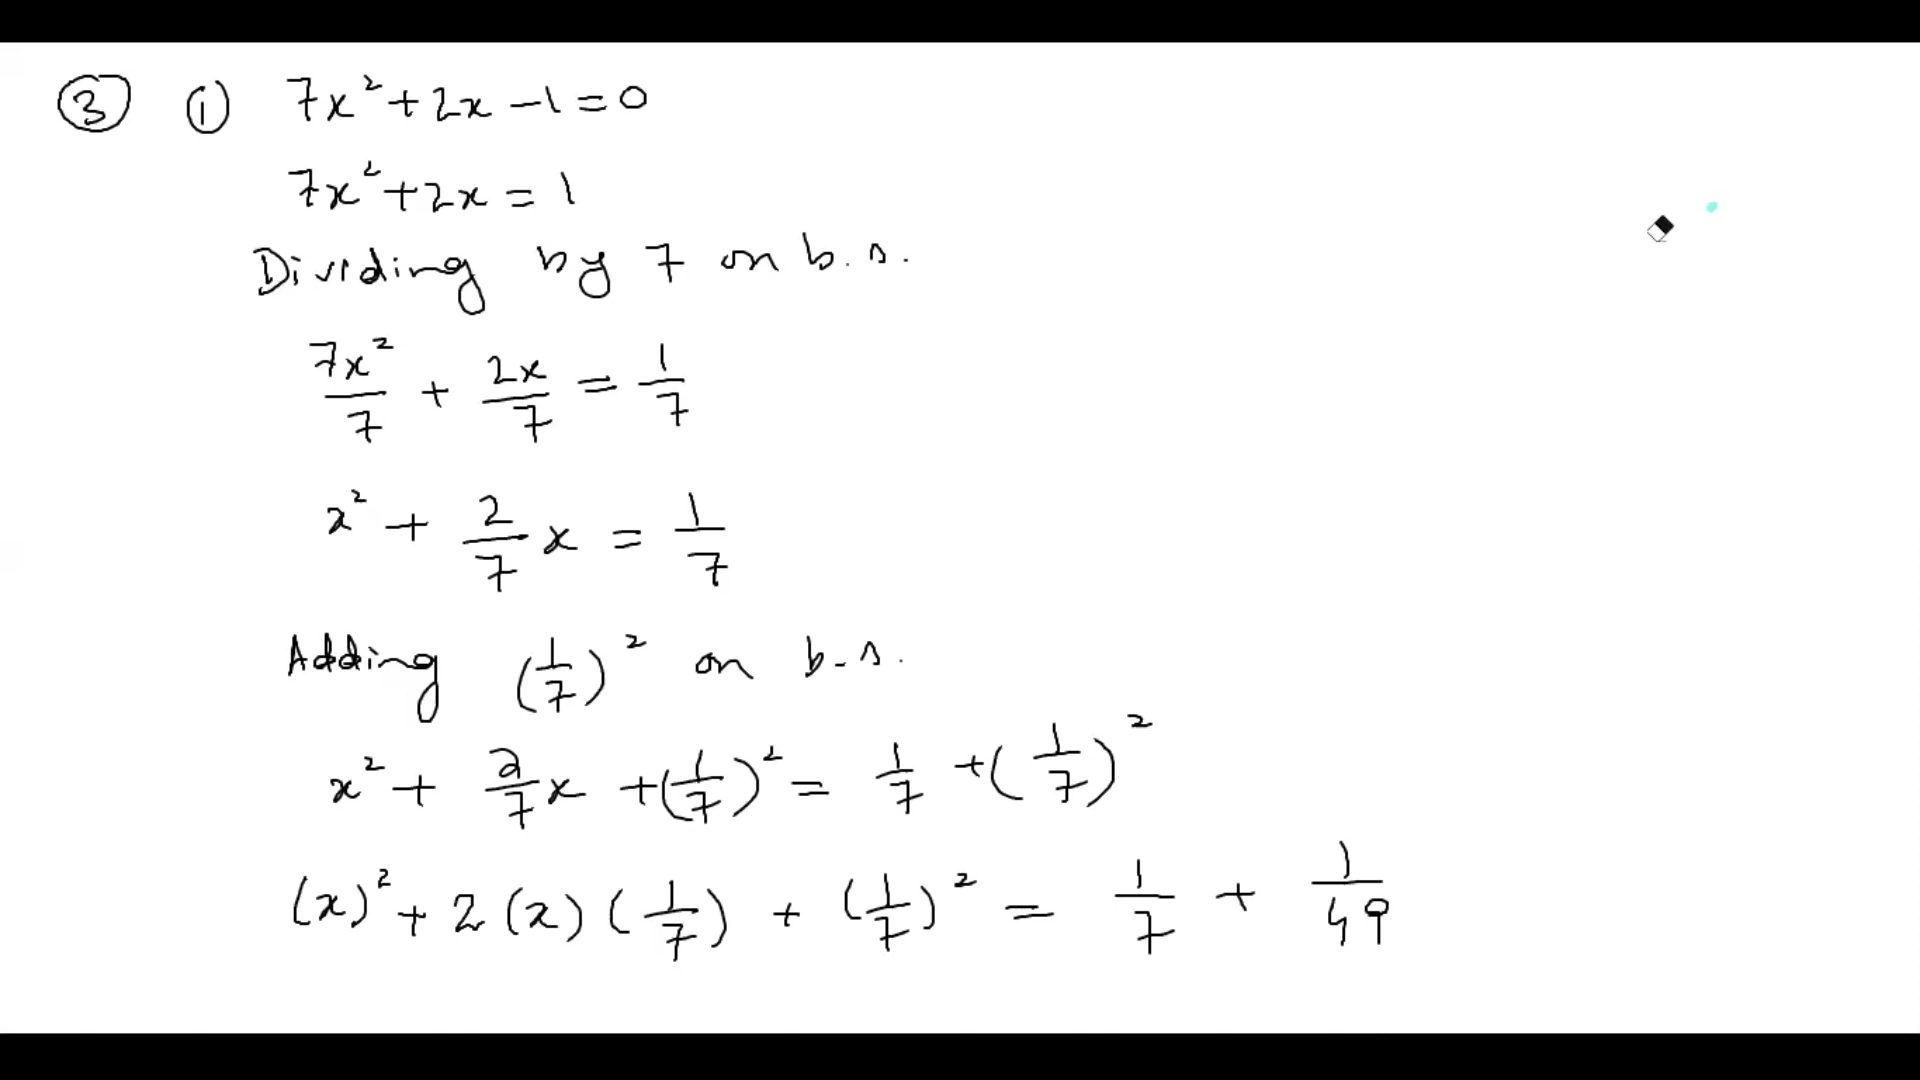 ③ ① 7x² + 2x - 1 = 0
7x² + 2x = 1
Dividing by 7 on b.s.
7x²/7 + 2x/7 = 1/7
x² + 2/7 x = 1/7
Adding (1/7)² on b-s.
x² + 2/7 x + (1/7)² = 1/7 + (1/7)²
(x)² + 2(x)(1/7) + (1/7)² = 1/7 + 1/49